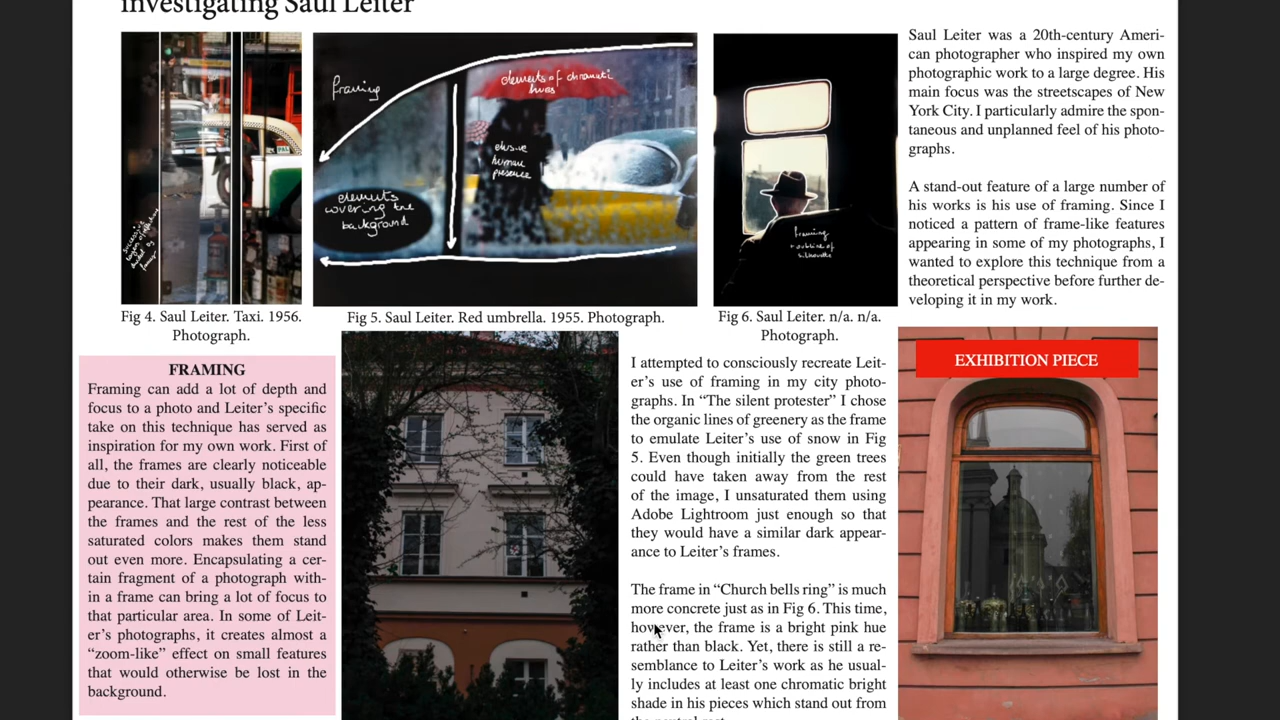 investigating Saul Leiter
framing
elements of chromatic
hues
elusive
human
presence
elements
covering the
background
framing
+ outline of
silhouette
PAL
Fig 4. Saul Leiter. Taxi. 1956.
Photograph.
Fig 5. Saul Leiter. Red umbrella. 1955. Photograph.
Fig 6. Saul Leiter. n/a. n/a.
Photograph.
Saul Leiter was a 20th-century Ameri-
can photographer who inspired my own
photographic work to a large degree. His
main focus was the streetscapes of New
York City. I particularly admire the spon-
taneous and unplanned feel of his photo-
graphs.
A stand-out feature of a large number of
his works is his use of framing. Since I
noticed a pattern of frame-like features
appearing in some of my photographs, I
wanted to explore this technique from a
theoretical perspective before further de-
veloping it in my work.
FRAMING
Framing can add a lot of depth and
focus to a photo and Leiter’s specific
take on this technique has served as
inspiration for my own work. First of
all, the frames are clearly noticeable
due to their dark, usually black, ap-
pearance. That large contrast between
the frames and the rest of the less
saturated colors makes them stand
out even more. Encapsulating a cer-
tain fragment of a photograph with-
in a frame can bring a lot of focus to
that particular area. In some of Leit-
er’s photographs, it creates almost a
“zoom-like” effect on small features
that would otherwise be lost in the
background.
I attempted to consciously recreate Leit-
er’s use of framing in my city photo-
graphs. In “The silent protester” I chose
the organic lines of greenery as the frame
to emulate Leiter’s use of snow in Fig
5. Even though initially the green trees
could have taken away from the rest
of the image, I unsaturated them using
Adobe Lightroom just enough so that
they would have a similar dark appear-
ance to Leiter’s frames.
The frame in “Church bells ring” is much
more concrete just as in Fig 6. This time,
however, the frame is a bright pink hue
rather than black. Yet, there is still a re-
semblance to Leiter’s work as he usual-
ly includes at least one chromatic bright
shade in his pieces which stand out from
the neutral rest.
EXHIBITION PIECE